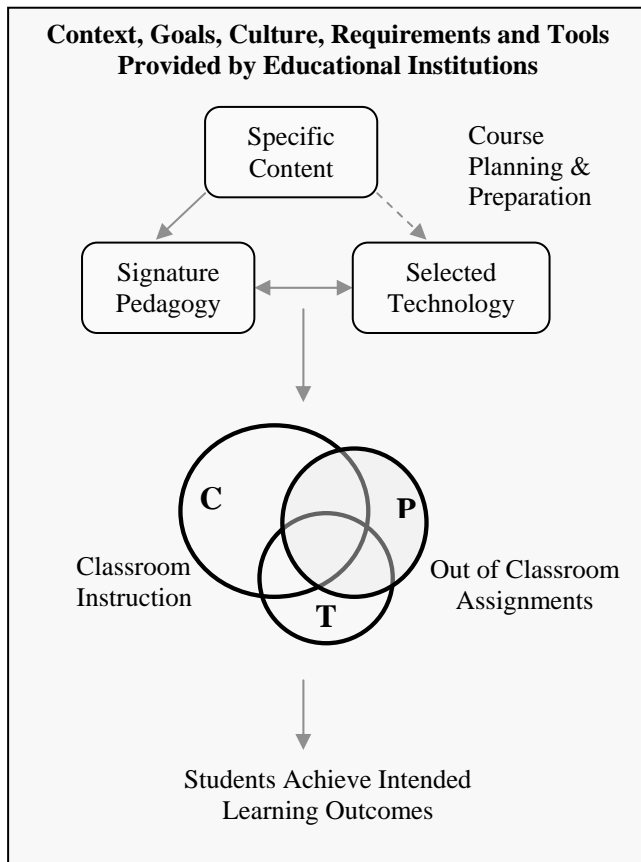 Context, Goals, Culture, Requirements and Tools
Provided by Educational Institutions
Specific
Content
Course
Planning &
Preparation
Signature
Pedagogy
Selected
Technology
C
P
Classroom
Instruction
Out of Classroom
Assignments
T
Students Achieve Intended
Learning Outcomes